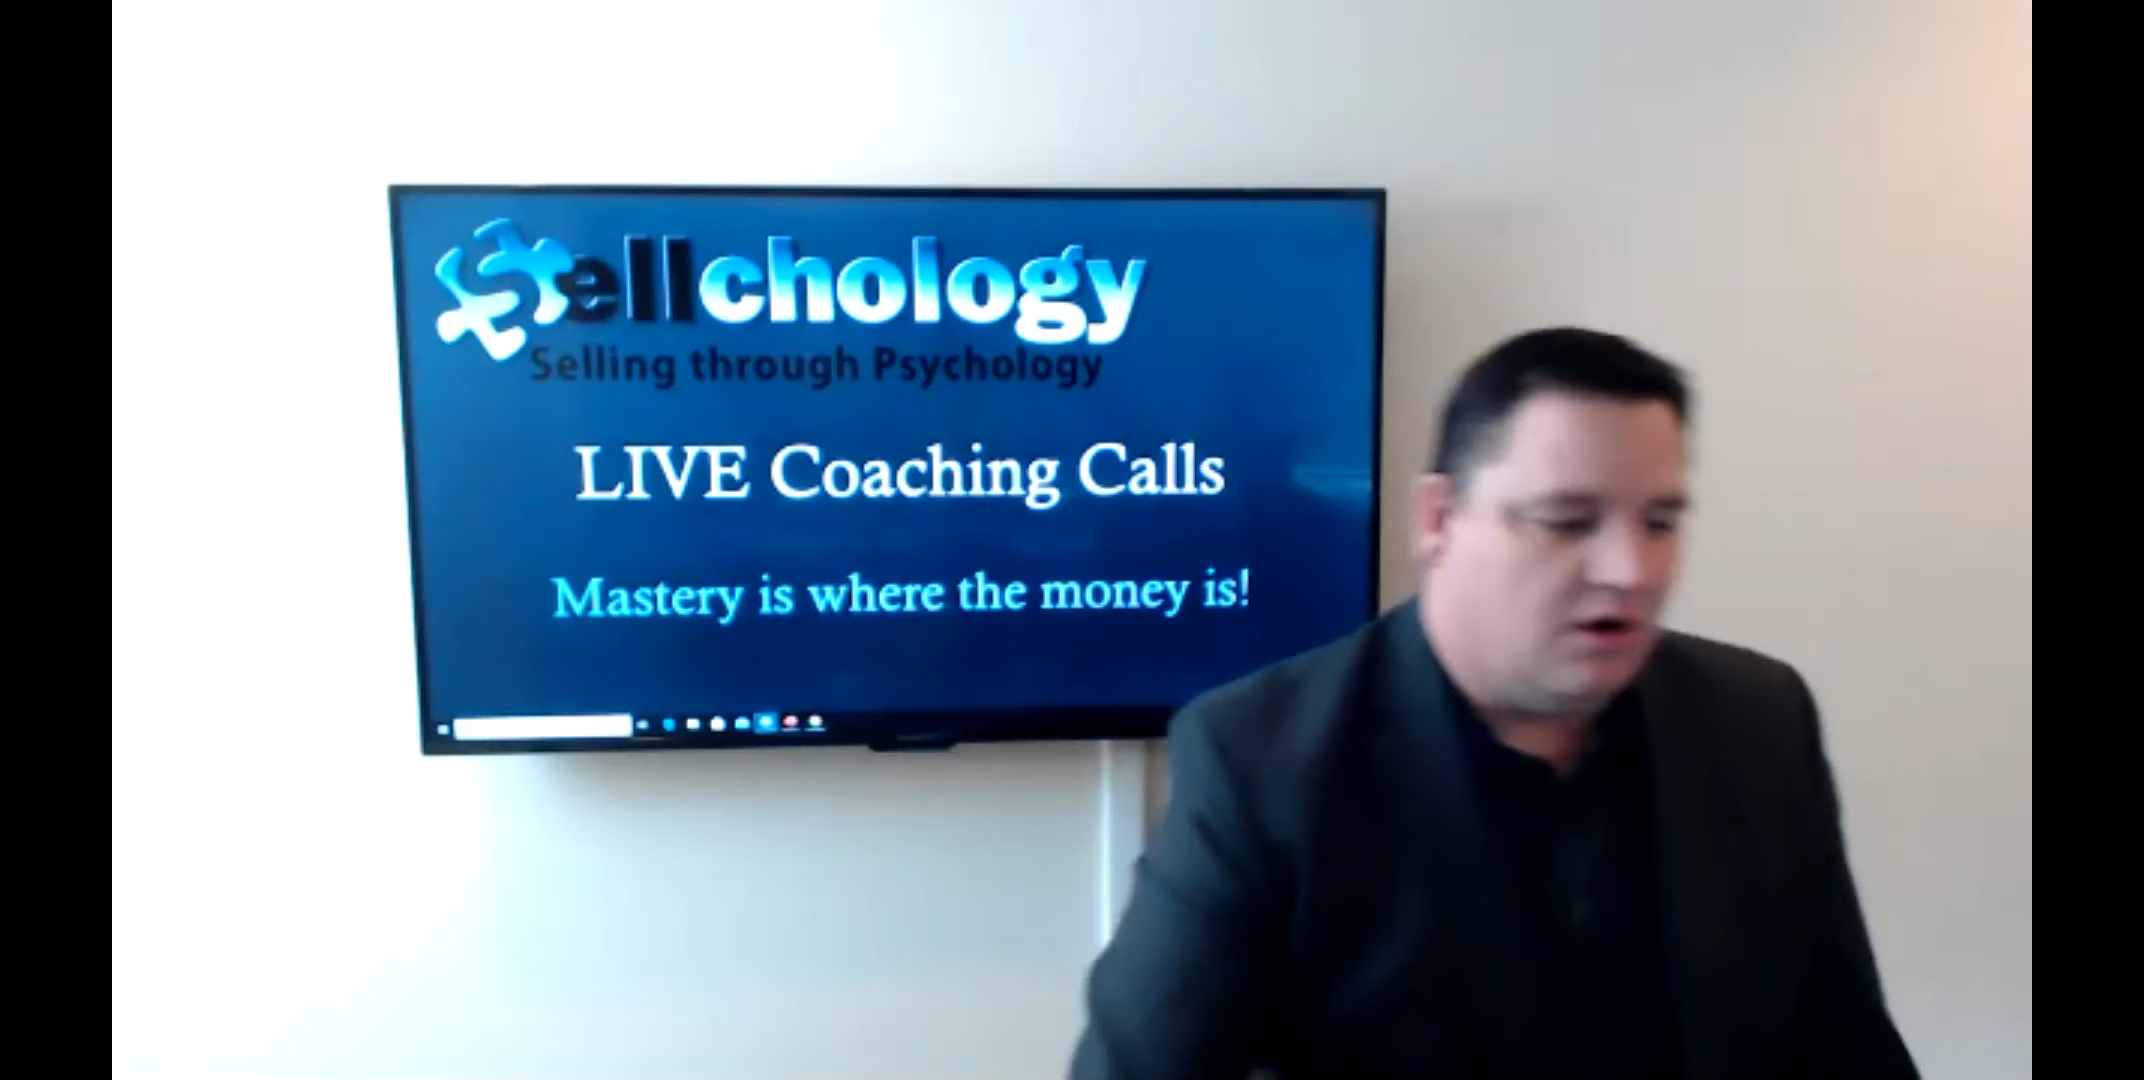 Sellchology
Selling through Psychology
LIVE Coaching Calls
Mastery is where the money is!